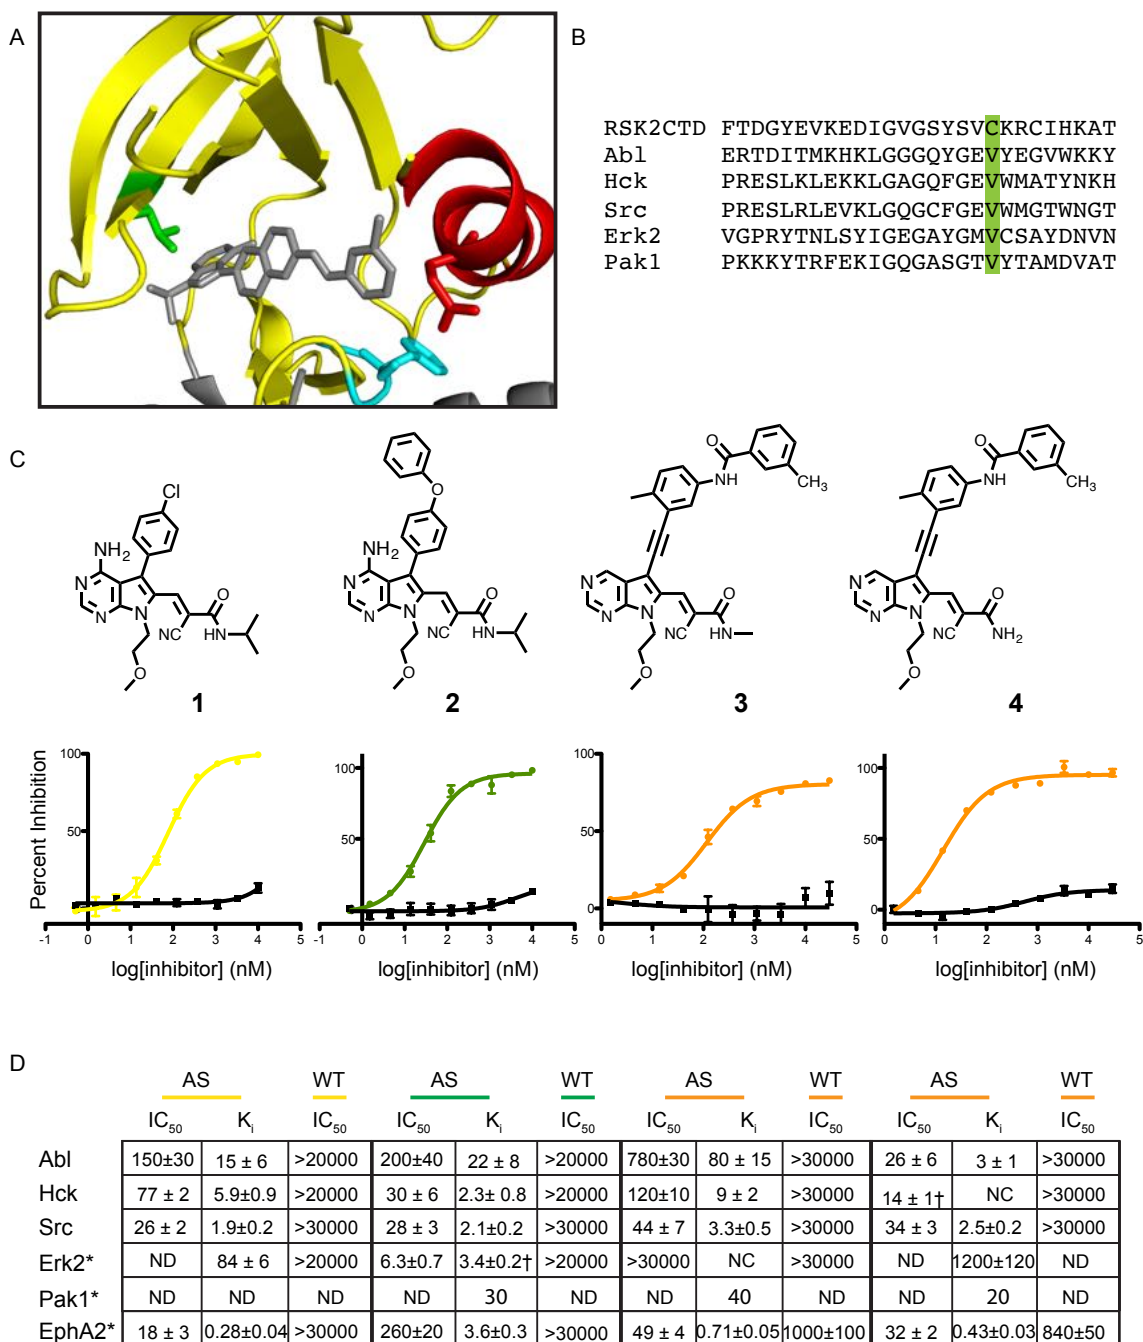 A
B
RSK2CTD FTDGYEVKEDIGVGSYSVCKRCIHKAT
Abl ERTDITMKHKLGGGQYGEVYEGVWKKY
Hck PRESLKLEKKLGAGQFGEVWMATYNKH
Src PRESLRLEVKLGQGCFGEVWMGTWNGT
Erk2 VGPRYTNLSYIGEGAYGMVCSAYDNVN
Pak1 PKKKYTRFEKIGQGASGTVYTAMDVAT
C
Cl
NH2
N
N
N
NC
O
HN
O
1
O
NH2
N
N
N
NC
O
HN
O
2
O
NH
CH3
N
N
N
NC
O
HN
O
3
O
NH
CH3
N
N
N
NC
O
NH2
O
4
Percent Inhibition
100
50
-1 0 1 2 3 4 5
log[inhibitor] (nM)
100
50
-1 0 1 2 3 4 5
log[inhibitor] (nM)
100
50
0
0 1 2 3 4 5
log[inhibitor] (nM)
100
50
0
0 1 2 3 4 5
log[inhibitor] (nM)
D
AS WT AS WT AS WT AS WT
IC50 Ki IC50 IC50 Ki IC50 IC50 Ki IC50 IC50 Ki IC50
Abl 150±30 15 ± 6 >20000 200±40 22 ± 8 >20000 780±30 80 ± 15 >30000 26 ± 6 3 ± 1 >30000
Hck 77 ± 2 5.9±0.9 >20000 30 ± 6 2.3± 0.8 >20000 120±10 9 ± 2 >30000 14 ± 1† NC >30000
Src 26 ± 2 1.9±0.2 >30000 28 ± 3 2.1±0.2 >30000 44 ± 7 3.3±0.5 >30000 34 ± 3 2.5±0.2 >30000
Erk2* ND 84 ± 6 >20000 6.3±0.7 3.4±0.2† >20000 >30000 NC >30000 ND 1200±120 ND
Pak1* ND ND ND ND 30 ND ND 40 ND ND 20 ND
EphA2* 18 ± 3 0.28±0.04 >30000 260±20 3.6±0.3 >30000 49 ± 4 0.71±0.05 1000±100 32 ± 2 0.43±0.03 840±50